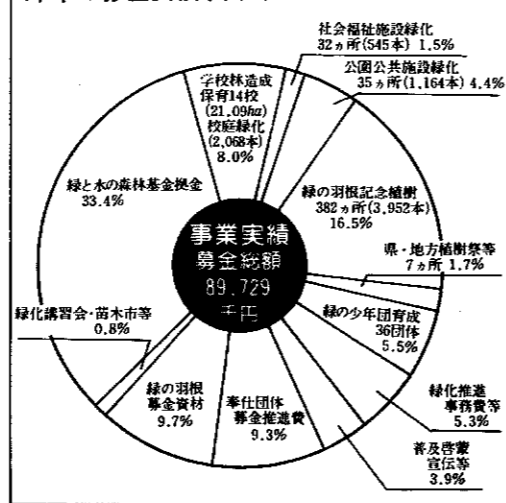 社会福祉施設緑化
32ヵ所(545本) 1.5%
公園公共施設緑化
35ヵ所(1,164本) 4.4%
学校林造成
保育14校
(21.09ha)
校庭緑化
(2,068本)
8.0%
緑の羽根記念植樹
382ヵ所(3,952本)
16.5%
緑と水の森林基金拠金
33.4%
事業実績
募金総額
89.729
千円
県・地方植樹祭等
7ヵ所 1.7%
緑の少年団育成
36団体
5.5%
緑化講習会・苗木市等
0.8%
緑化推進
事務費等
5.3%
緑の羽根
募金資材
9.7%
奉仕団体
募金推進費
9.3%
普及啓蒙
宣伝等
3.9%